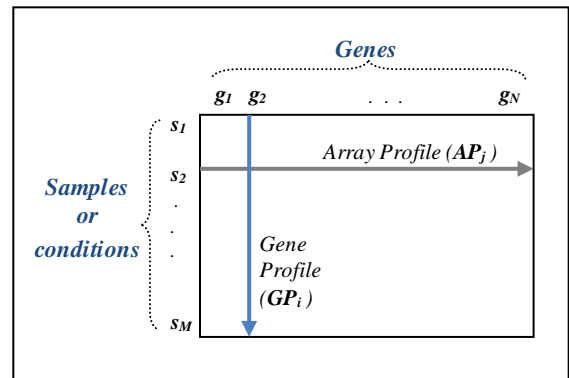 Genes
g1 g2 . . . gN
s1
Array Profile (APj)
s2
Samples
or
conditions
.
.
.
Gene
Profile
(GPi)
sM